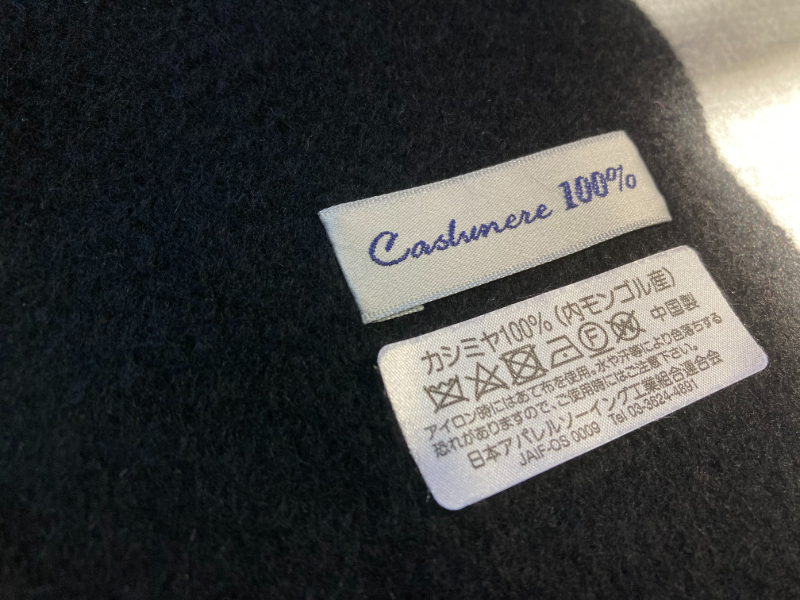 Cashmere 100%
カシミヤ100% (内モンゴル産)
F W 中国製
アイロン時にはあて布を使用。水や汗等により色落ちする
恐れがありますので、ご使用時にはご注意下さい。
日本アパレルソーイング工業組合連合会
JAIF-OS 0009 Tel 03-3624-4891